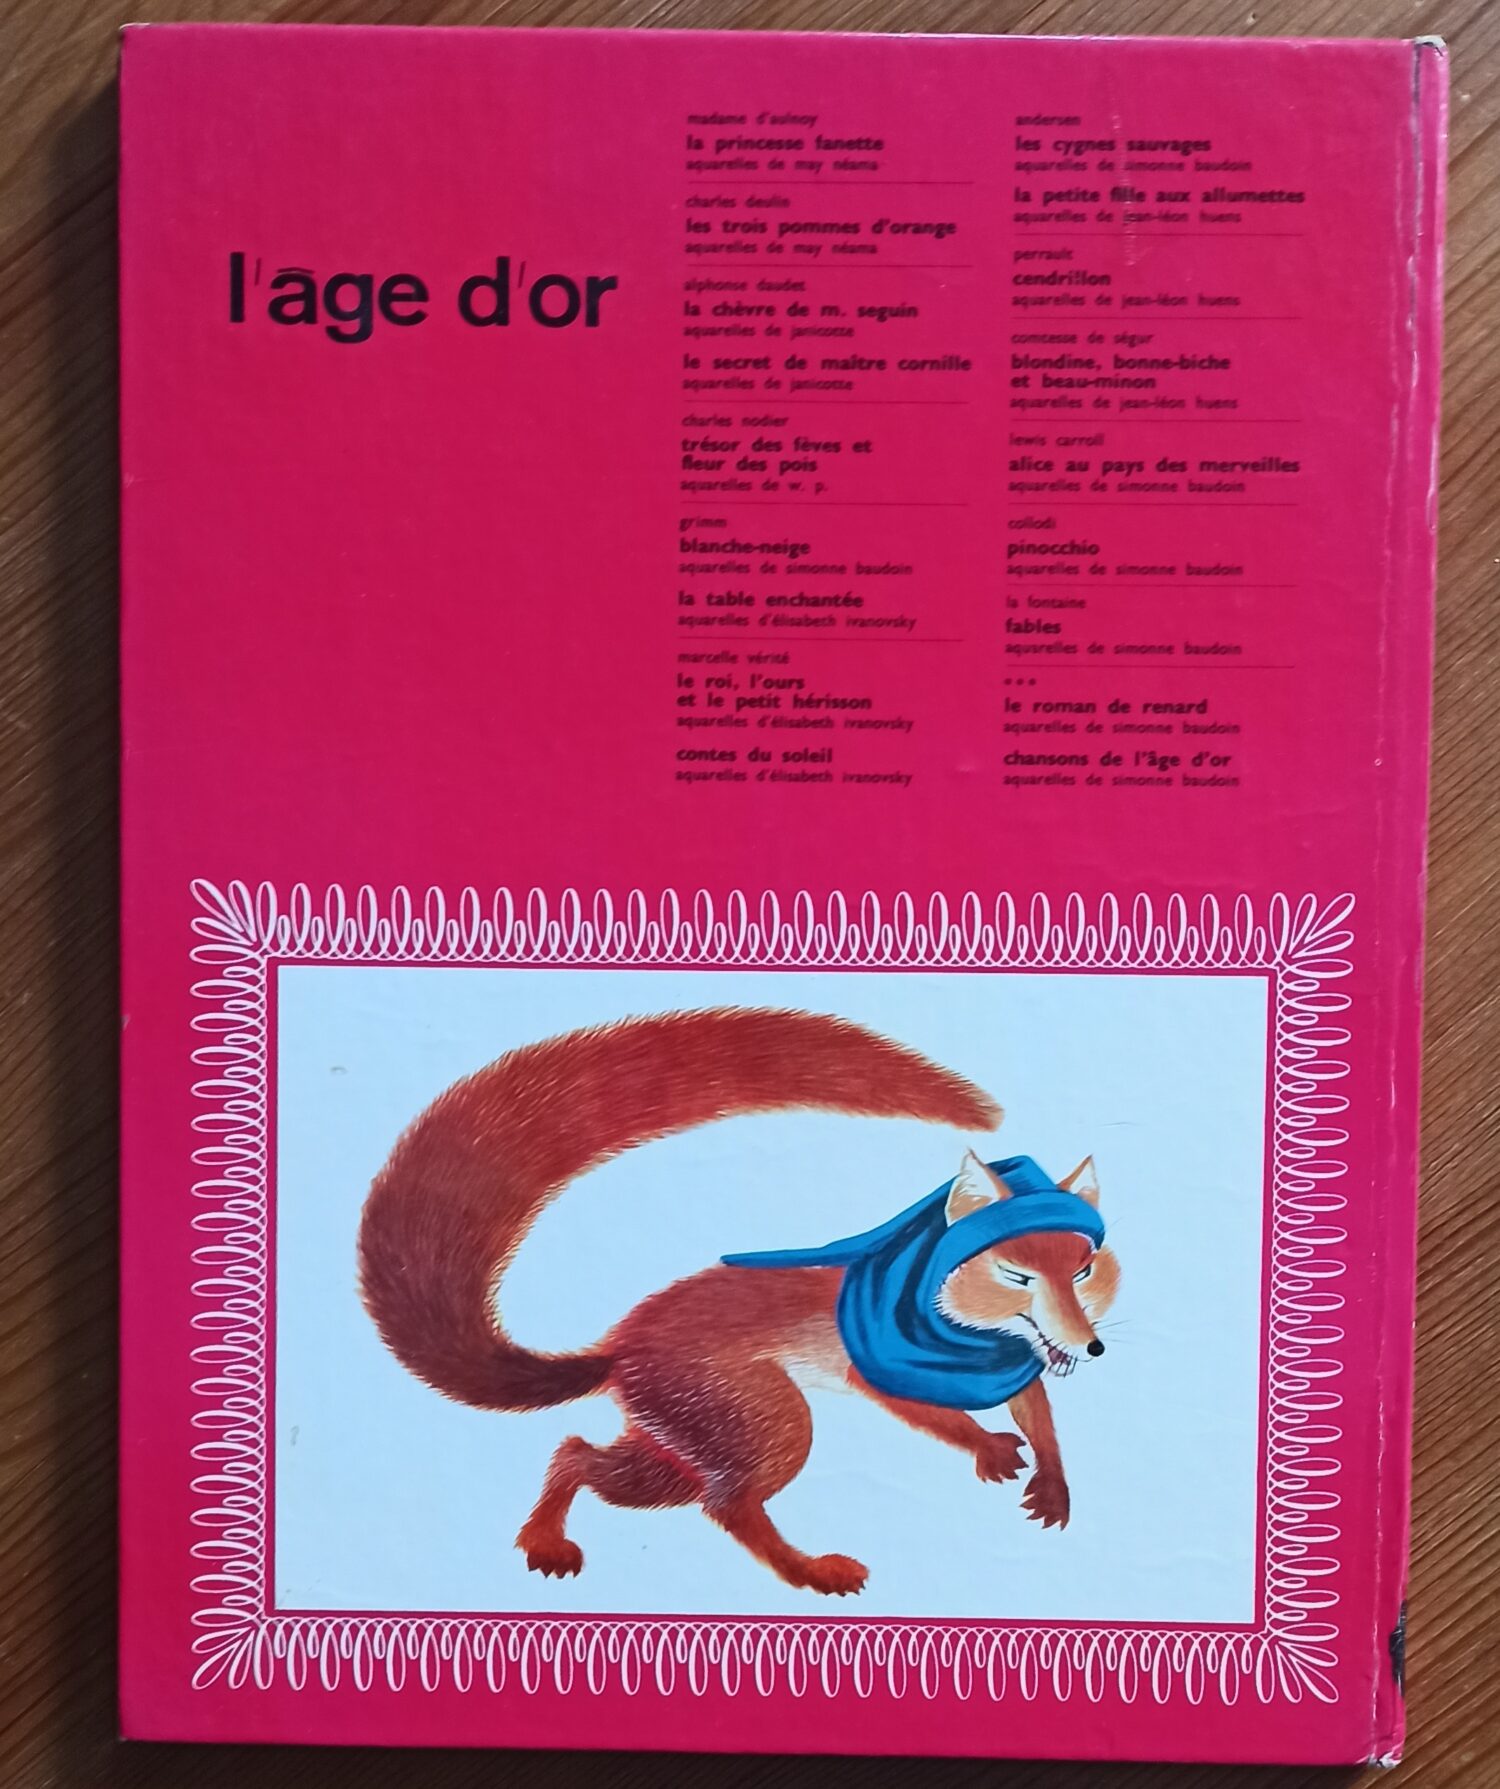 l'âge d'or
madame d'aulnoy
la princesse fanette
aquarelles de may néama
charles deulin
les trois pommes d'orange
aquarelles de may néama
alphonse daudet
la chèvre de m. seguin
aquarelles de janicotte
le secret de maître cornille
aquarelles de janicotte
charles nodier
trésor des fèves et
fleur des pois
aquarelles de w. p.
grimm
blanche-neige
aquarelles de simonne baudoin
la table enchantée
aquarelles d'élisabeth ivanovsky
marcelle vérité
le roi, l'ours
et le petit hérisson
aquarelles d'élisabeth ivanovsky
contes du soleil
aquarelles d'élisabeth ivanovsky
andersen
les cygnes sauvages
aquarelles de simonne baudoin
la petite fille aux allumettes
aquarelles de jean-léon huens
perrault
cendrillon
aquarelles de jean-léon huens
comtesse de ségur
blondine, bonne-biche
et beau-minon
aquarelles de jean-léon huens
lewis carroll
alice au pays des merveilles
aquarelles de simonne baudoin
collodi
pinocchio
aquarelles de simonne baudoin
la fontaine
fables
aquarelles de simonne baudoin
• • •
le roman de renard
aquarelles de simonne baudoin
chansons de l'âge d'or
aquarelles de simonne baudoin